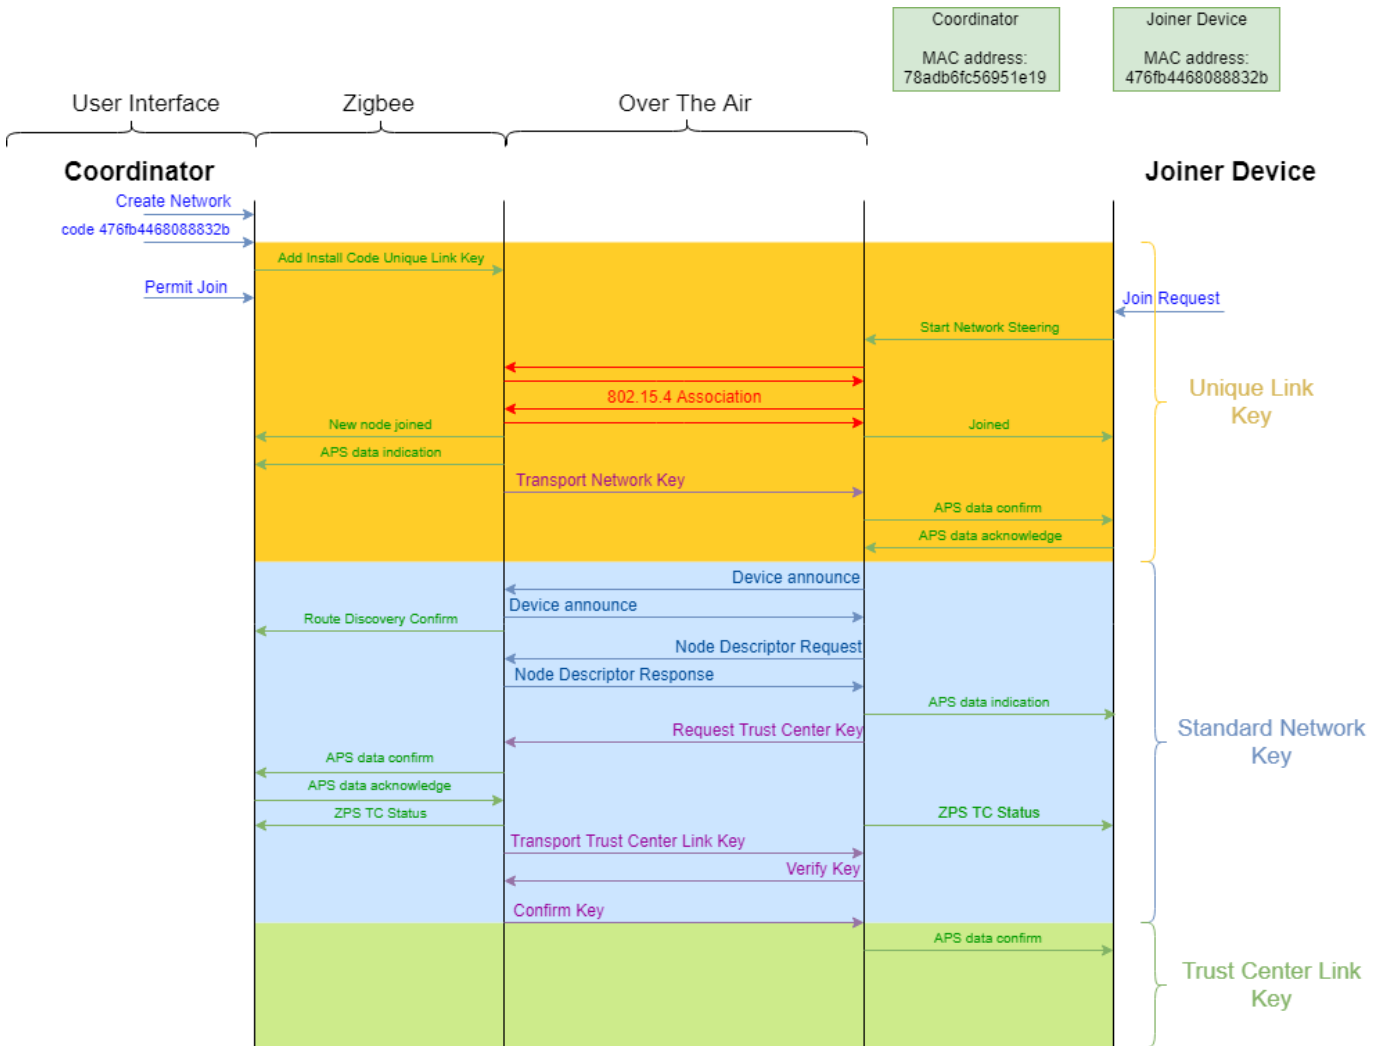 Coordinator
MAC address:
78adb6fc56951e19
Joiner Device
MAC address:
476fb4468088832b
User Interface
Zigbee
Over The Air
Coordinator
Joiner Device
Create Network
code 476fb4468088832b
Add Install Code Unique Link Key
Permit Join
Join Request
Start Network Steering
802.15.4 Association
New node joined
Joined
APS data indication
Transport Network Key
APS data confirm
APS data acknowledge
Unique Link
Key
Device announce
Device announce
Route Discovery Confirm
Node Descriptor Request
Node Descriptor Response
APS data indication
Request Trust Center Key
APS data confirm
APS data acknowledge
ZPS TC Status
ZPS TC Status
Transport Trust Center Link Key
Verify Key
Confirm Key
Standard Network
Key
APS data confirm
Trust Center Link
Key